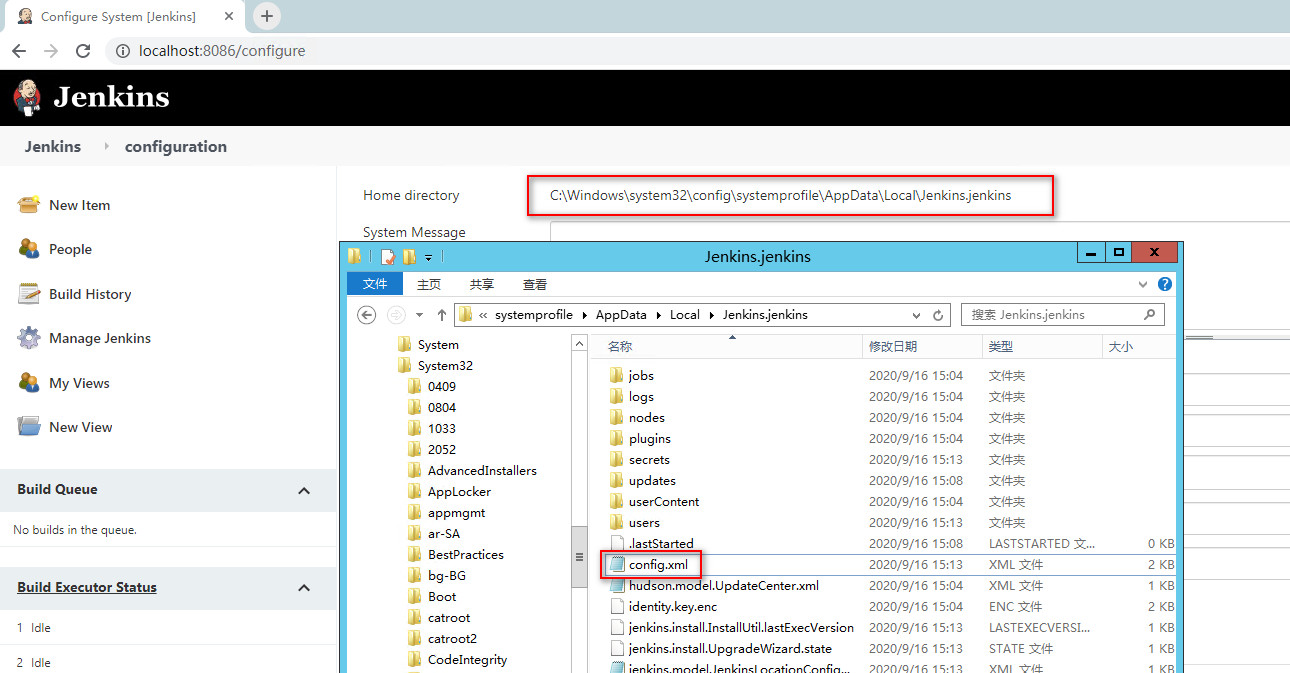 Configure System [Jenkins]
localhost:8086/configure
Jenkins
Jenkins configuration
New Item
People
Build History
Manage Jenkins
My Views
New View
Build Queue
No builds in the queue.
Build Executor Status
1 Idle
2 Idle
Home directory C:\Windows\system32\config\systemprofile\AppData\Local\Jenkins.jenkins
System Message
Jenkins.jenkins
文件 主页 共享 查看
« systemprofile AppData Local Jenkins.jenkins 搜索 Jenkins.jenkins
System
System32
0409
0804
1033
2052
AdvancedInstallers
AppLocker
appmgmt
ar-SA
BestPractices
bg-BG
Boot
catroot
catroot2
CodeIntegrity
名称 修改日期 类型 大小
jobs 2020/9/16 15:04 文件夹
logs 2020/9/16 15:04 文件夹
nodes 2020/9/16 15:04 文件夹
plugins 2020/9/16 15:04 文件夹
secrets 2020/9/16 15:13 文件夹
updates 2020/9/16 15:08 文件夹
userContent 2020/9/16 15:04 文件夹
users 2020/9/16 15:13 文件夹
.lastStarted 2020/9/16 15:08 LASTSTARTED 文... 0 KB
config.xml 2020/9/16 15:13 XML 文件 2 KB
hudson.model.UpdateCenter.xml 2020/9/16 15:04 XML 文件 1 KB
identity.key.enc 2020/9/16 15:04 ENC 文件 2 KB
jenkins.install.InstallUtil.lastExecVersion 2020/9/16 15:13 LASTEXECVERSI... 1 KB
jenkins.install.UpgradeWizard.state 2020/9/16 15:13 STATE 文件 1 KB
jenkins.model.JenkinsLocationConfig... 2020/9/16 15:13 XML 文件 1 KB